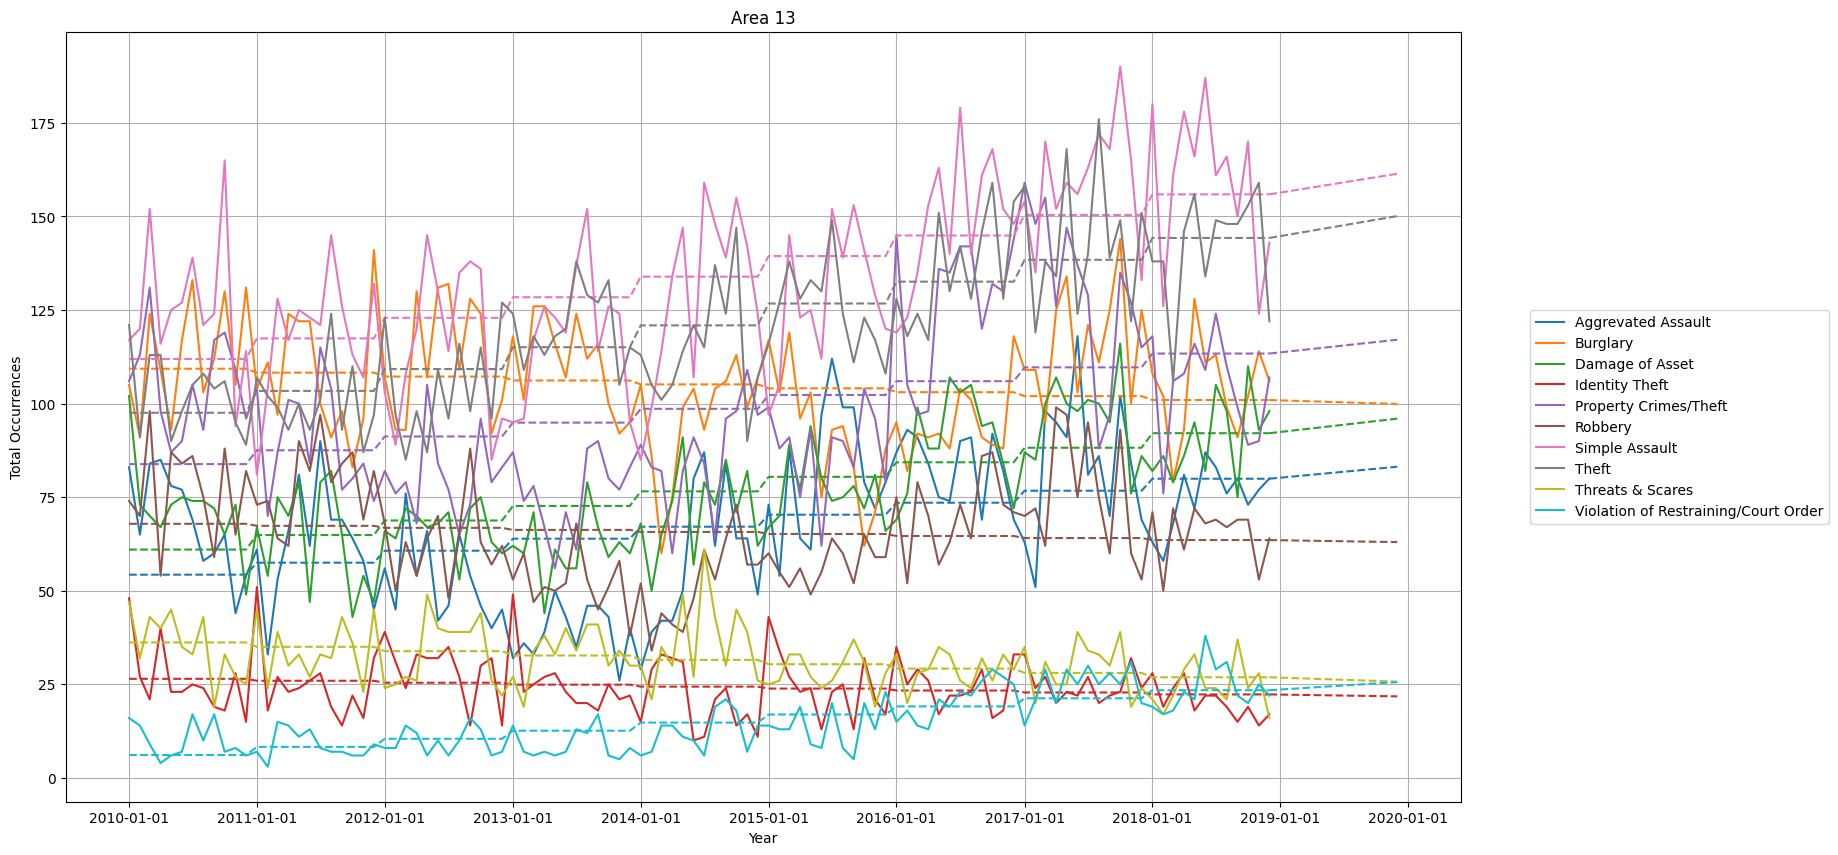 Area 13
Total Occurrences
175
150
125
100
75
50
25
0
2010-01-01
2011-01-01
2012-01-01
2013-01-01
2014-01-01
2015-01-01
2016-01-01
2017-01-01
2018-01-01
2019-01-01
2020-01-01
Year
Aggrevated Assault
Burglary
Damage of Asset
Identity Theft
Property Crimes/Theft
Robbery
Simple Assault
Theft
Threats & Scares
Violation of Restraining/Court Order